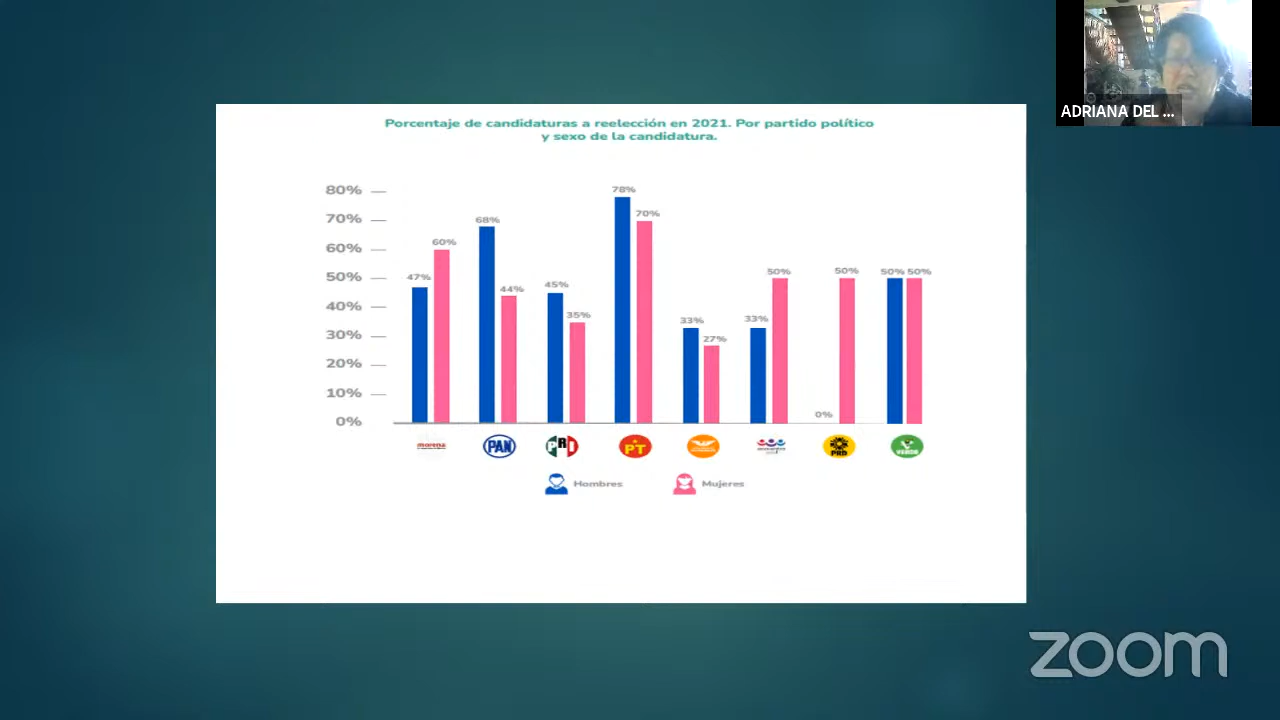 ADRIANA DEL ...
Porcentaje de candidaturas a reelección en 2021. Por partido político
y sexo de la candidatura.
80%
70%
60%
50%
40%
30%
20%
10%
0%
47%
60%
68%
44%
45%
35%
78%
70%
33%
27%
33%
50%
0%
50%
50% 50%
morena
PAN
PRI
PT
PRD
VERDE
Hombres
Mujeres
zoom